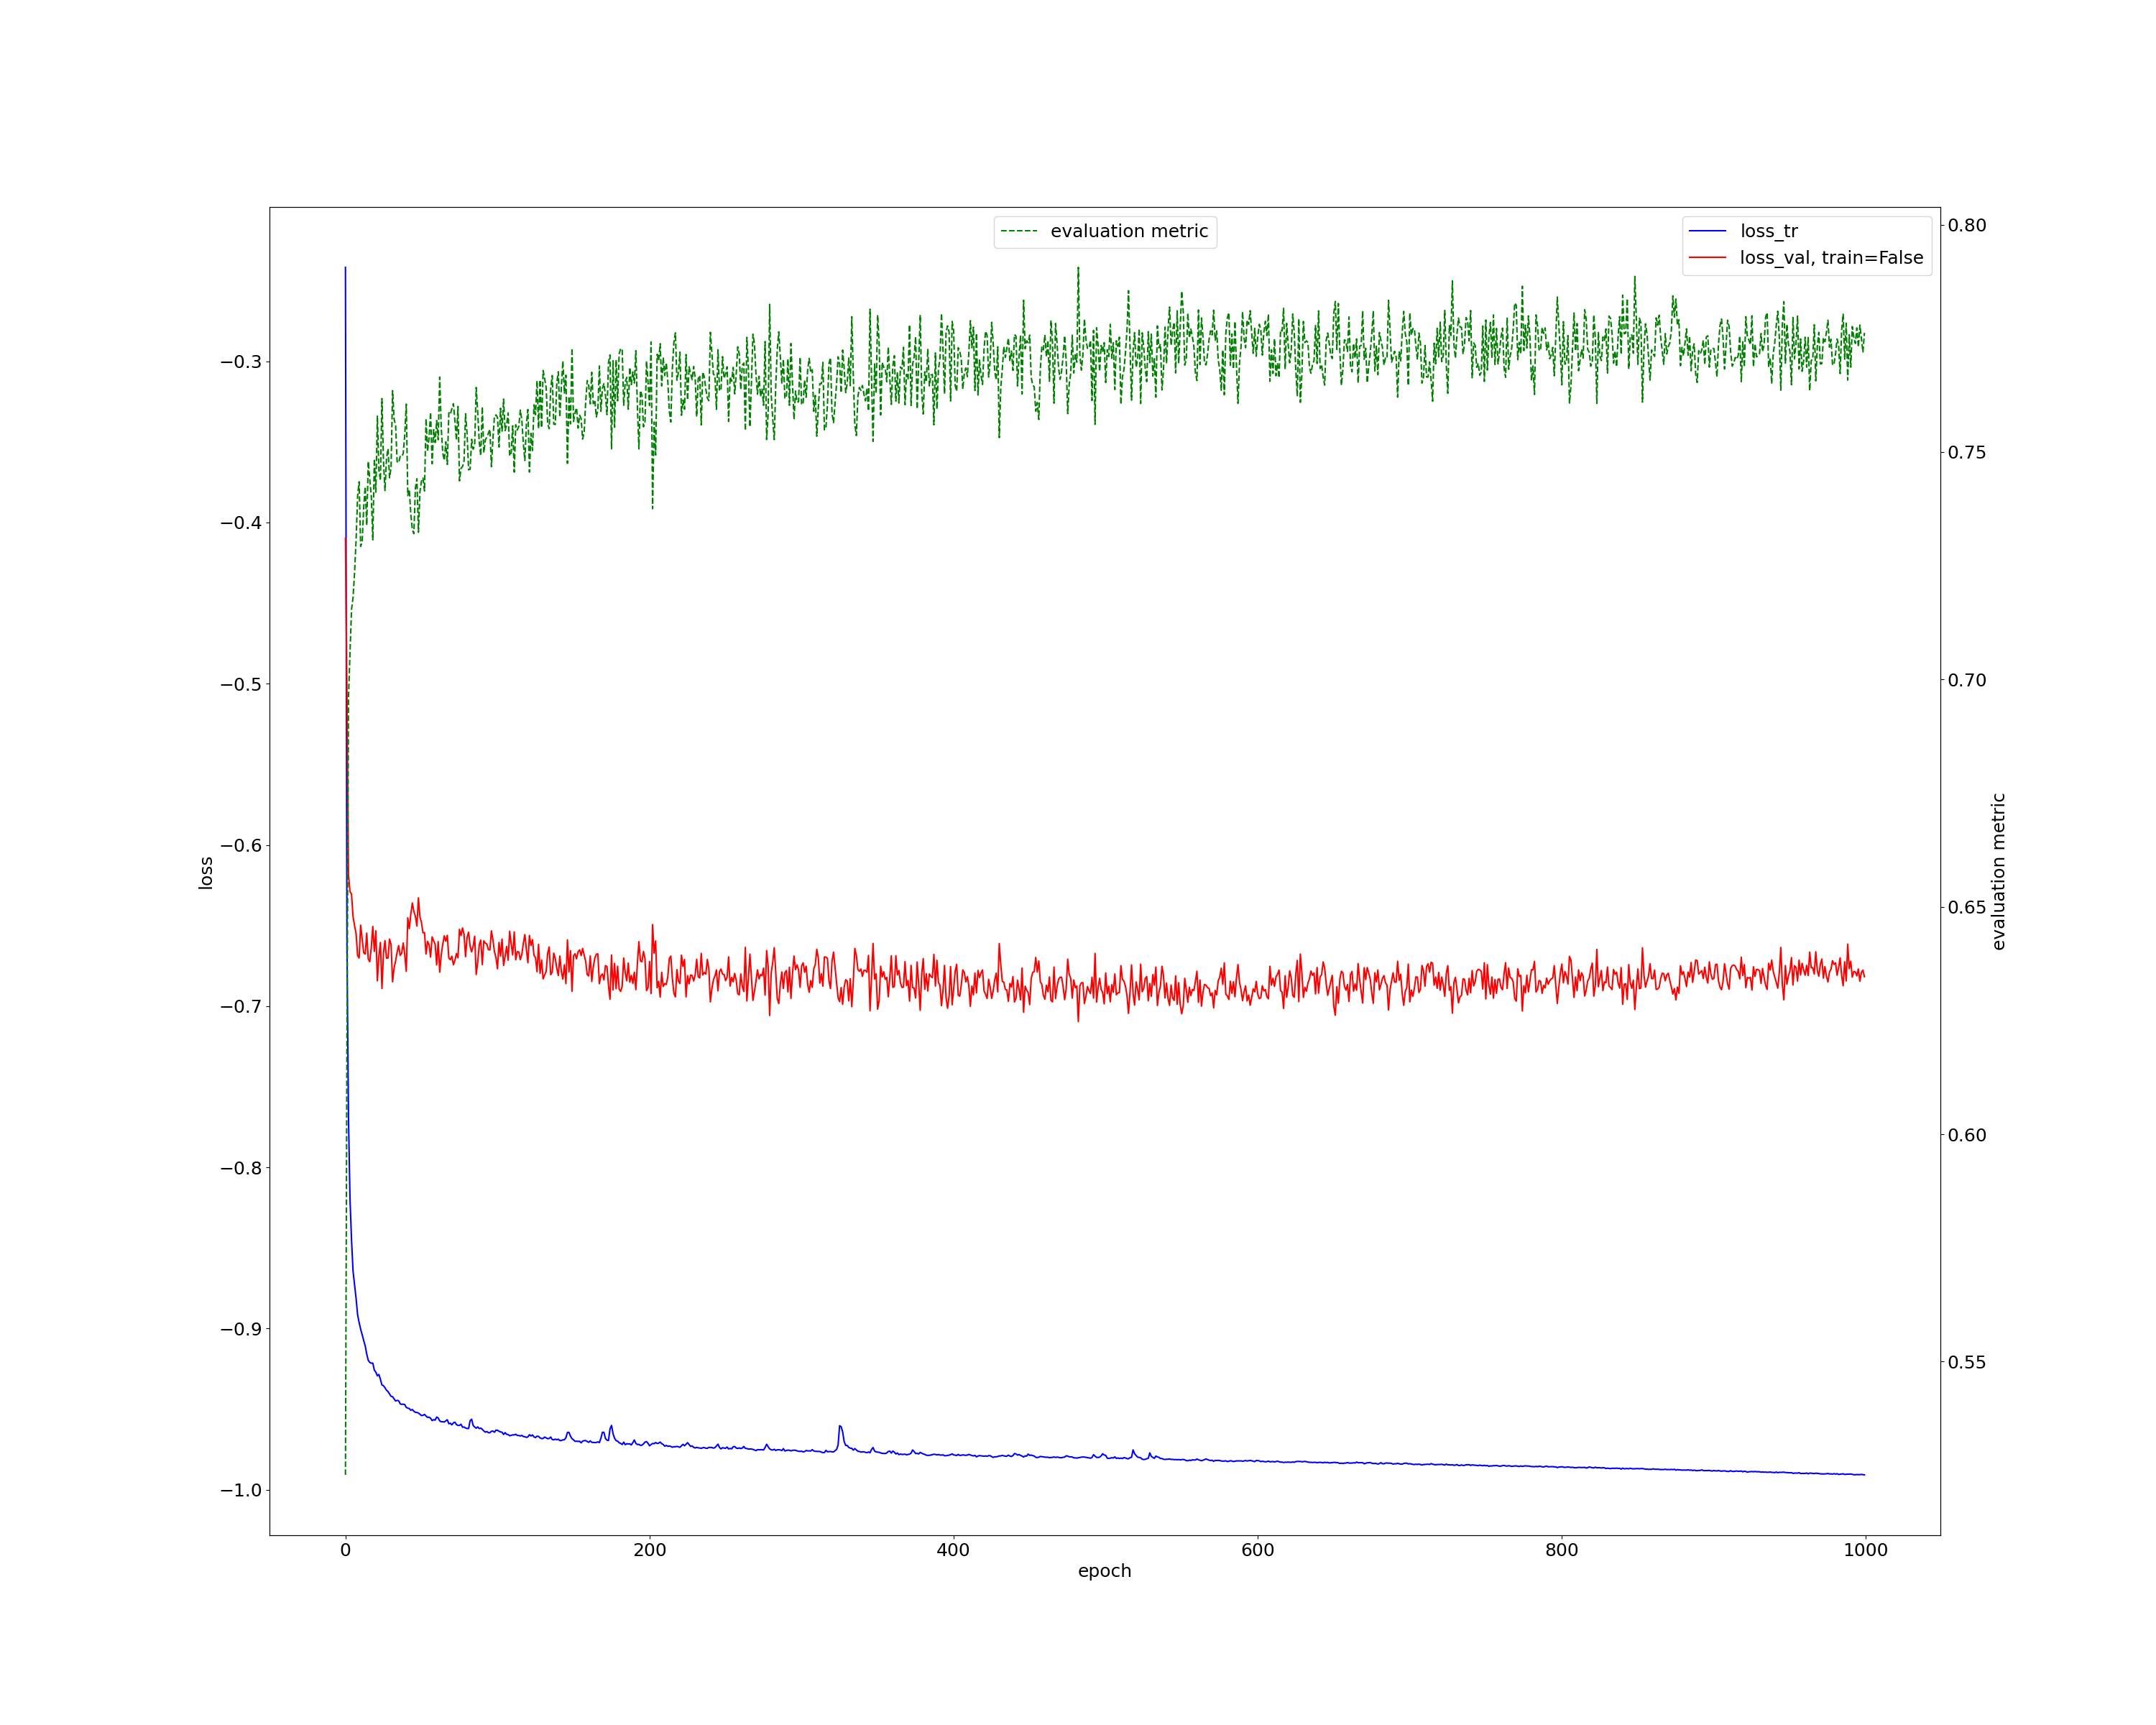 evaluation metric
loss_tr
loss_val, train=False
−0.3
−0.4
−0.5
−0.6
−0.7
−0.8
−0.9
−1.0
loss
0.80
0.75
0.70
0.65
0.60
0.55
evaluation metric
0 200 400 600 800 1000
epoch